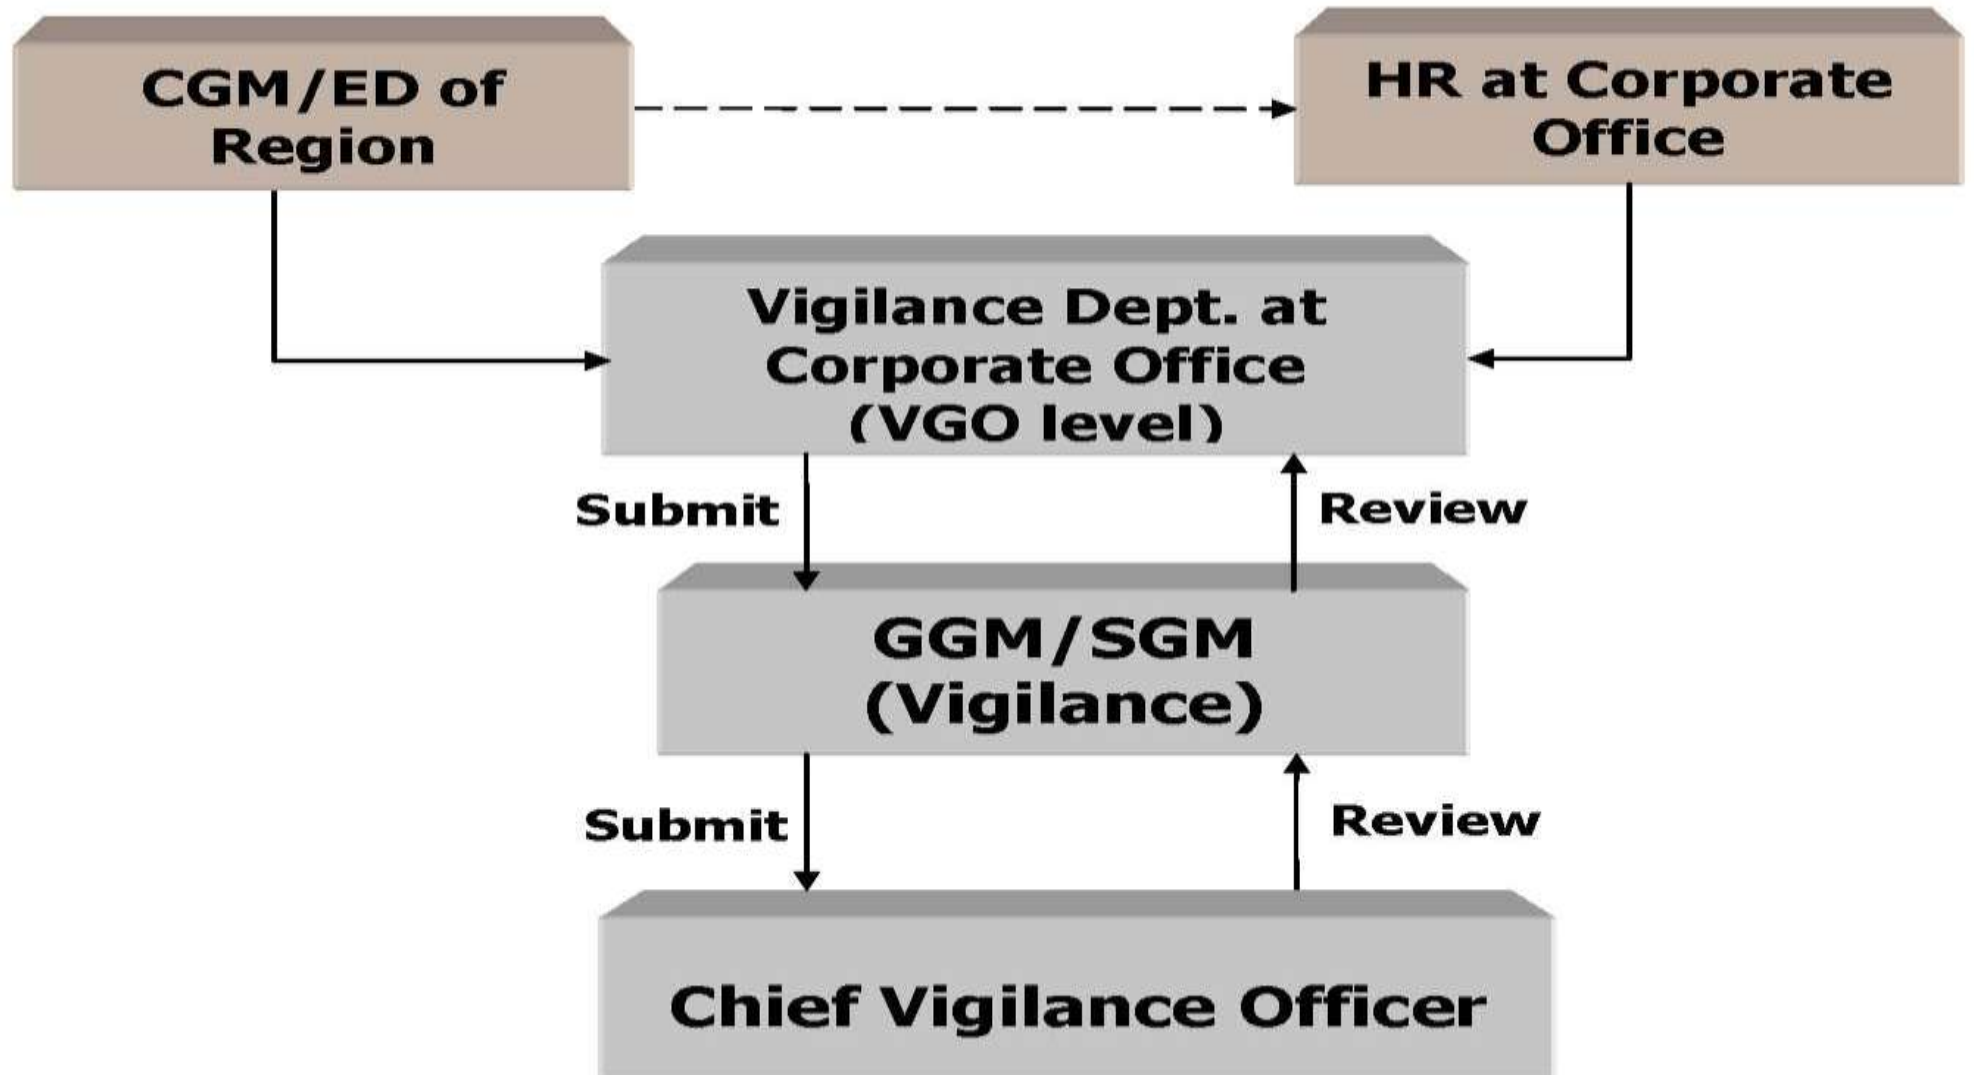 CGM/ED of
Region
HR at Corporate
Office
Vigilance Dept. at
Corporate Office
(VGO level)
Submit
Review
GGM/SGM
(Vigilance)
Submit
Review
Chief Vigilance Officer